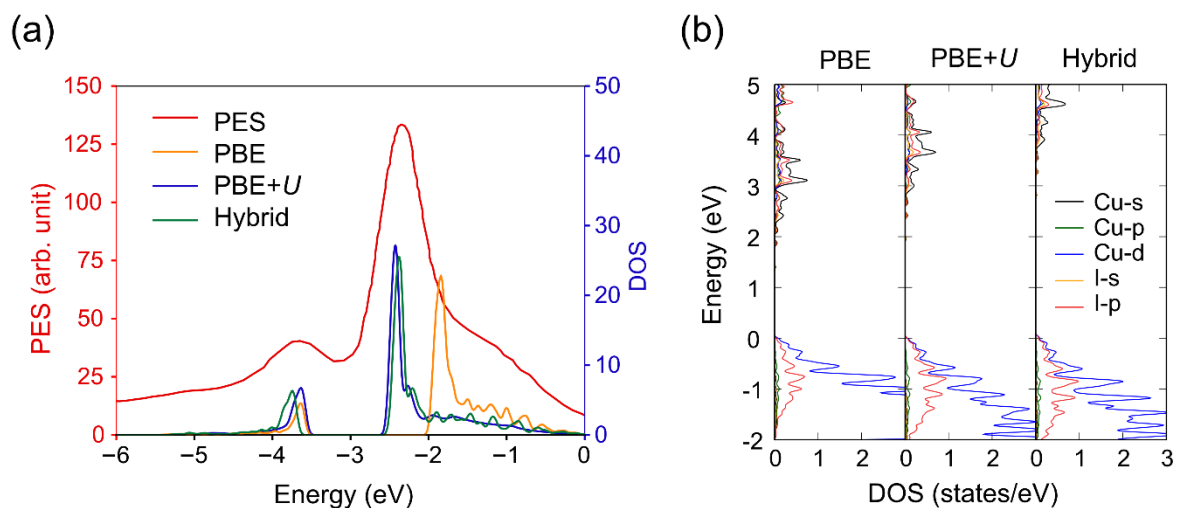 (a)
150
125
100
75
50
25
0
PES (arb. unit)
PES
PBE
PBE+U
Hybrid
50
40
30
20
10
0
DOS
−6 −5 −4 −3 −2 −1 0
Energy (eV)
(b)
PBE PBE+U Hybrid
5
4
3
2
1
0
-1
-2
Energy (eV)
Cu-s
Cu-p
Cu-d
I-s
I-p
0 1 2 0 1 2 0 1 2 3
DOS (states/eV)